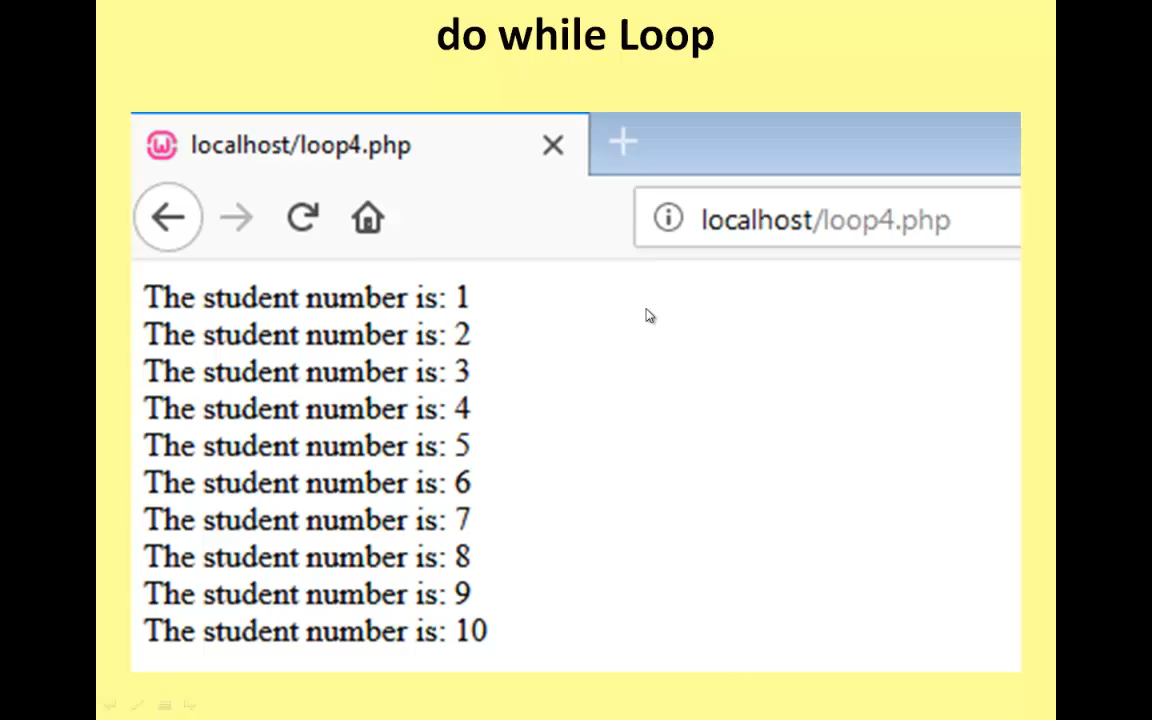 do while Loop
localhost/loop4.php
localhost/loop4.php
The student number is: 1
The student number is: 2
The student number is: 3
The student number is: 4
The student number is: 5
The student number is: 6
The student number is: 7
The student number is: 8
The student number is: 9
The student number is: 10